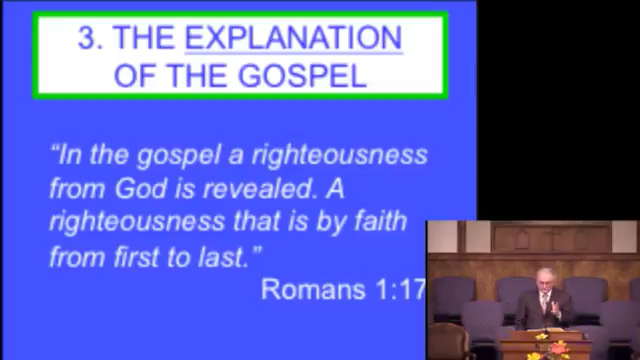 3. THE EXPLANATION
OF THE GOSPEL
“In the gospel a righteousness
from God is revealed. A
righteousness that is by faith
from first to last.”
Romans 1:17